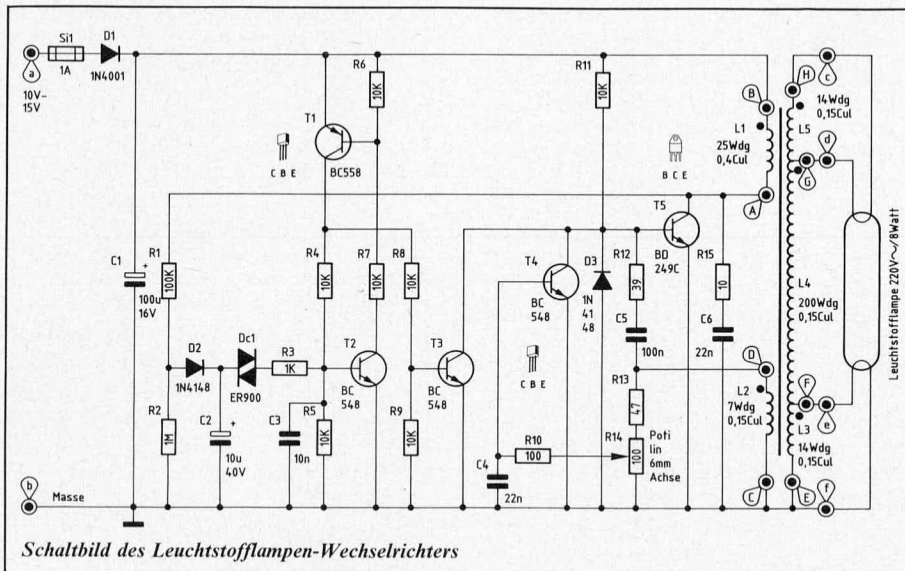 Si1
1A
D1
1N4001
a
10V-
15V
R6
10K
R11
10K
H
c
B
14Wdg
0,15Cul
T1
C B E
BC558
L1
25Wdg
0,4Cul
L5
d
G
B C E
A
T5
BD
249C
R1
100K
C1
+
100u
16V
R4
10K
R7
10K
R8
10K
T4
BC
548
D3
1N
41
48
R12
39
R15
10
L4
200Wdg
0,15Cul
Leuchtstofflampe 220V~/8Watt
C5
100n
C6
22n
D2
1N4148
Dc1
ER900
R3
1K
T2
BC
548
T3
BC
548
C B E
D
R13
47
L2
7Wdg
0,15Cul
F
e
L3
14Wdg
0,15Cul
R2
1M
C2
+
10u
40V
C3
10n
R5
10K
R9
10K
R10
100
R14
100
Poti
lin
6mm
Achse
C4
22n
b
Masse
C
E
f
Schaltbild des Leuchtstofflampen-Wechselrichters